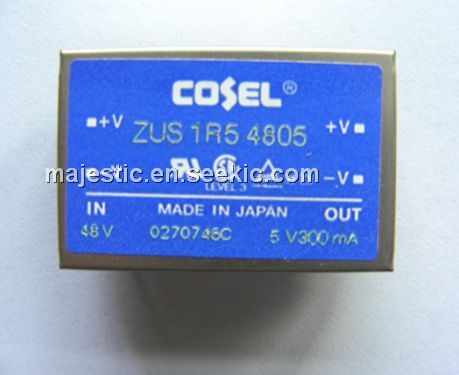 COSEL®
+V ZUS 1R5 4805 +V
majestic.en.seekic.com
-V -V
LEVEL 3
IN MADE IN JAPAN OUT
48V 0270746C 5 V300 mA